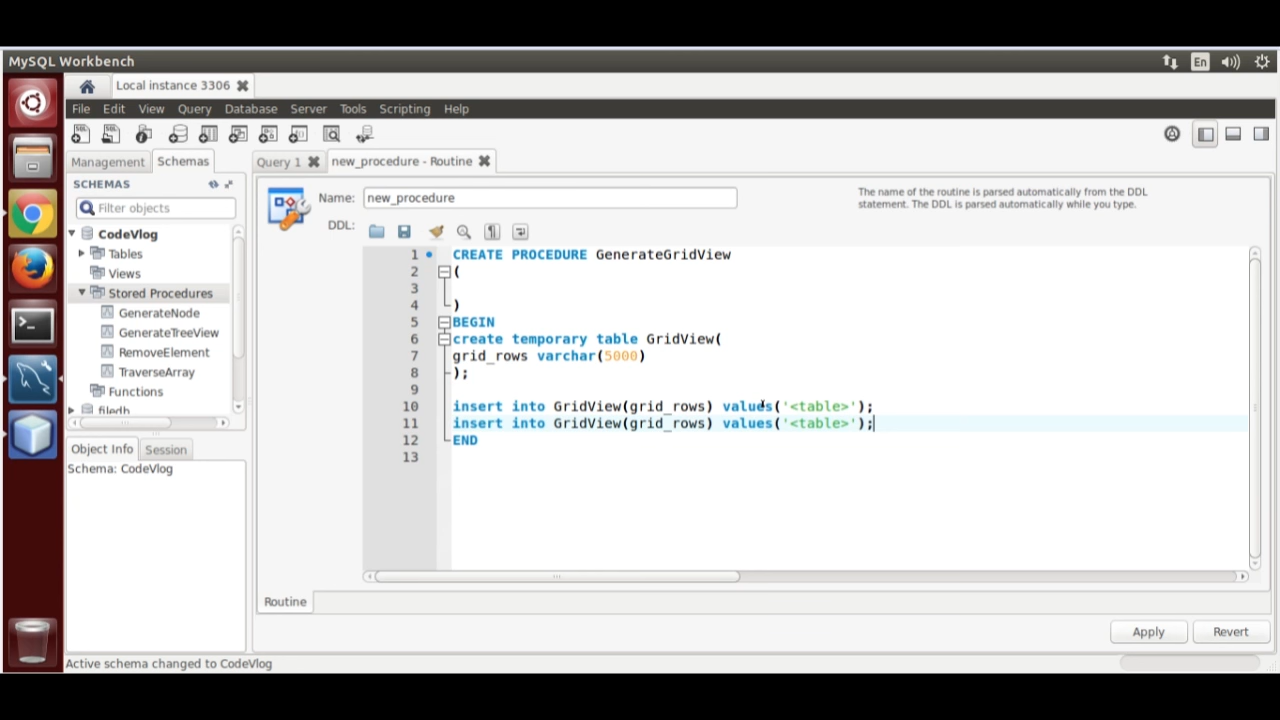 MySQL Workbench
En
Local instance 3306
File Edit View Query Database Server Tools Scripting Help
Management Schemas
Query 1 new_procedure - Routine
SCHEMAS
Filter objects
CodeVlog
Tables
Views
Stored Procedures
GenerateNode
GenerateTreeView
RemoveElement
TraverseArray
Functions
filedb
Object Info Session
Schema: CodeVlog
Name: new_procedure
The name of the routine is parsed automatically from the DDL
statement. The DDL is parsed automatically while you type.
DDL:
1 CREATE PROCEDURE GenerateGridView
2 (
3
4 )
5 BEGIN
6 create temporary table GridView(
7 grid_rows varchar(5000)
8 );
9
10 insert into GridView(grid_rows) values('<table>');
11 insert into GridView(grid_rows) values('<table>');
12 END
13
Routine
Apply Revert
Active schema changed to CodeVlog